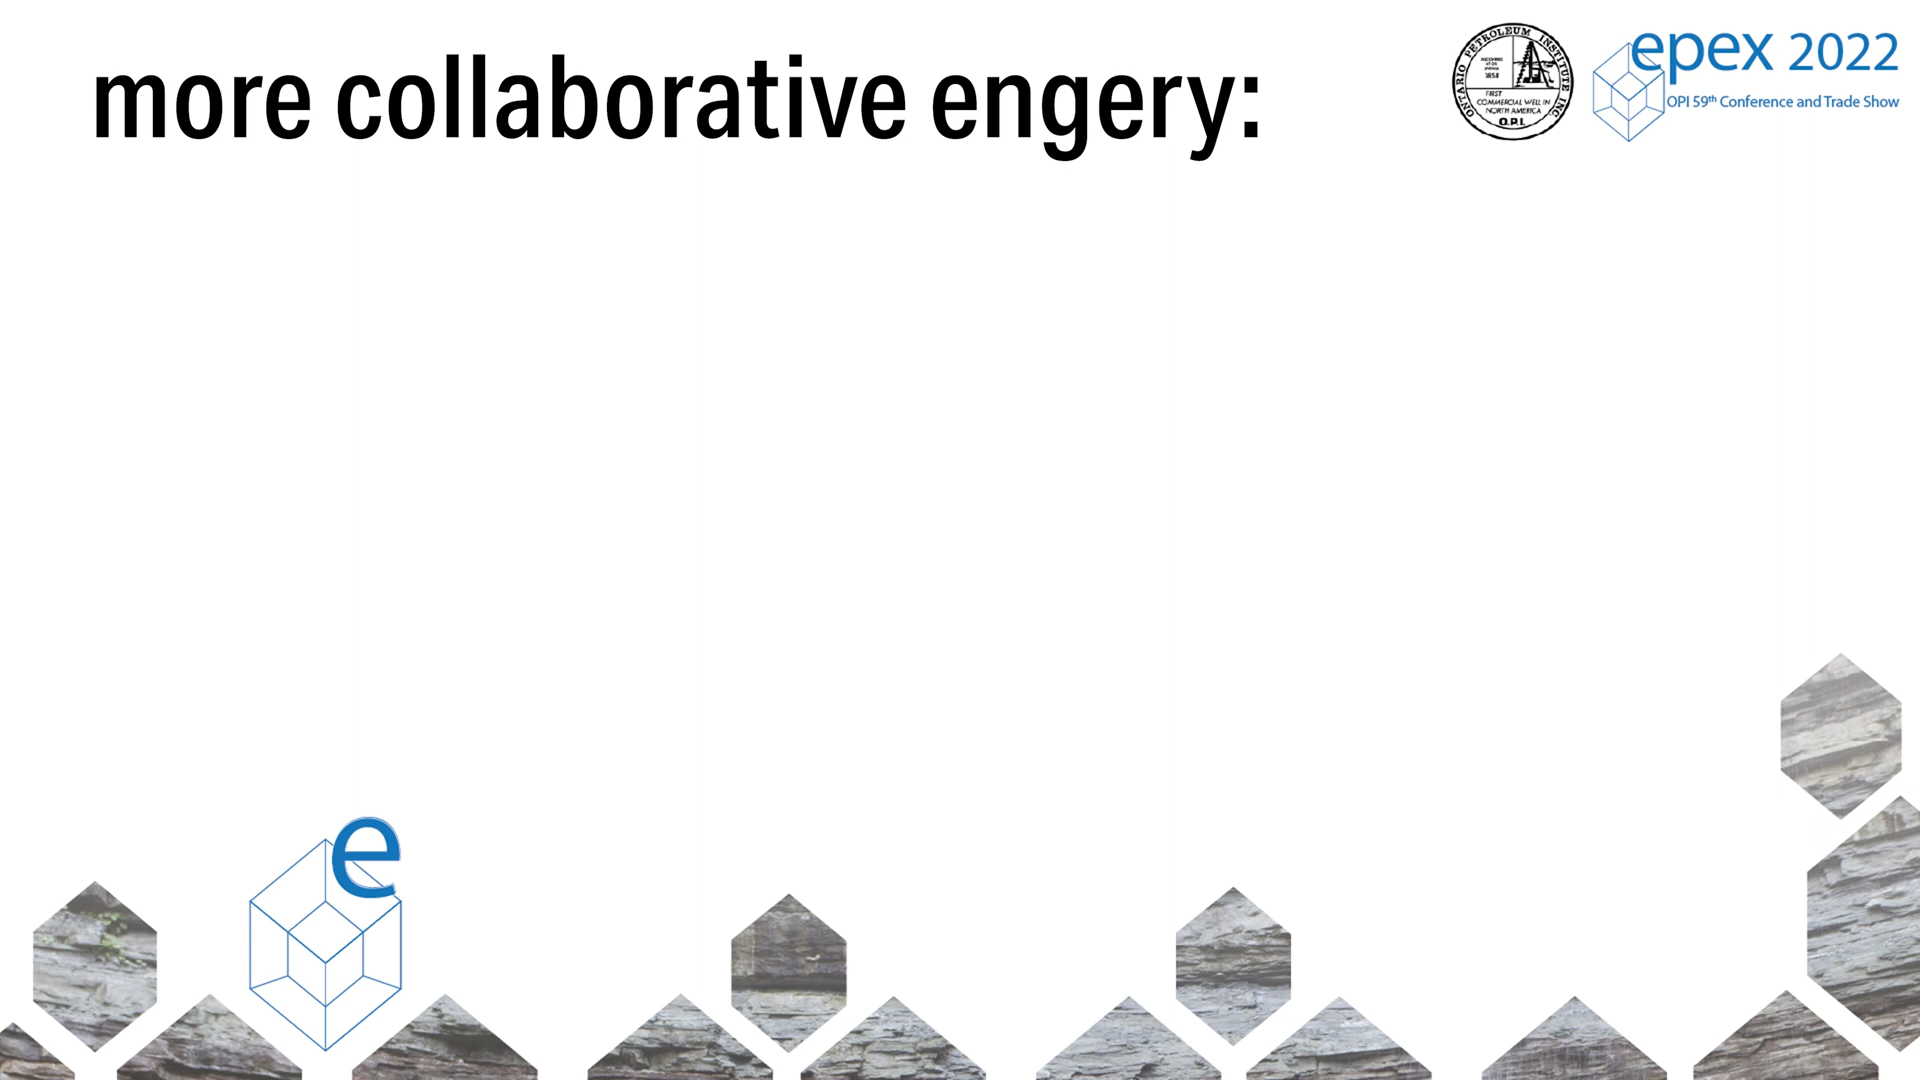 more collaborative engery:
ONTARIO PETROLEUM INSTITUTE INC
1858
FIRST
COMMERCIAL WELL IN
NORTH AMERICA
O.P.I.
epex 2022
OPI 59th Conference and Trade Show
e